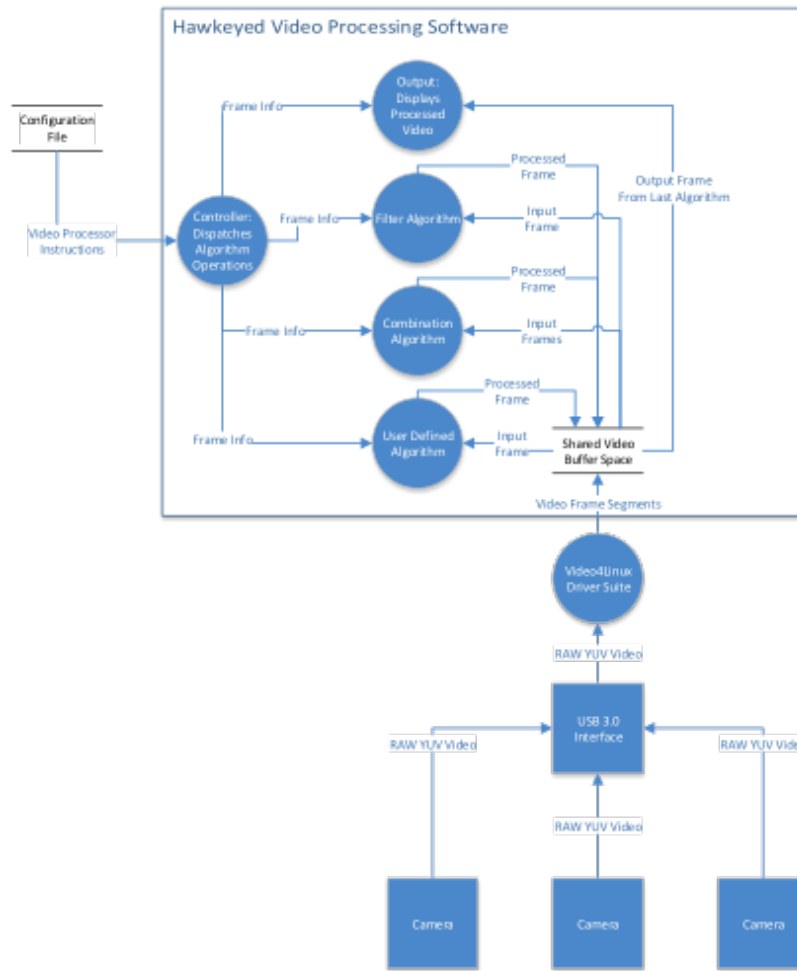 Hawkeyed Video Processing Software
Output:
Displays
Processed
Video
Frame Info
Configuration
File
Processed
Frame
Output Frame
From Last Algorithm
Controller:
Dispatches
Algorithm
Operations
Frame Info
Filter Algorithm
Input
Frame
Video Processor
Instructions
Processed
Frame
Frame Info
Combination
Algorithm
Input
Frames
Processed
Frame
Frame Info
User Defined
Algorithm
Input
Frame
Shared Video
Buffer Space
Video Frame Segments
Video4Linux
Driver Suite
RAW YUV Video
USB 3.0
Interface
RAW YUV Video
RAW YUV Vide
RAW YUV Video
Camera
Camera
Camera